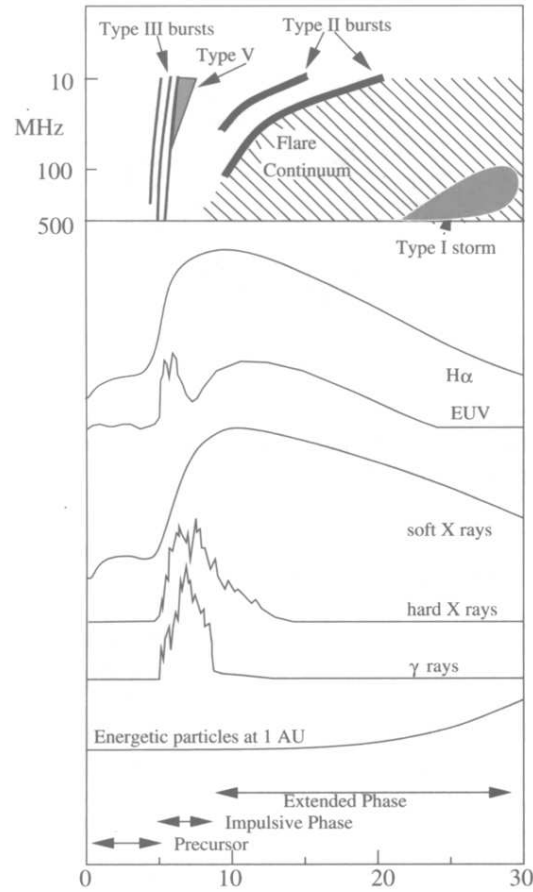 Type III bursts
Type II bursts
Type V
10
MHz
Flare
Continuum
100
500
Type I storm
Hα
EUV
soft X rays
hard X rays
γ rays
Energetic particles at 1 AU
Extended Phase
Impulsive Phase
Precursor
0
10
20
30